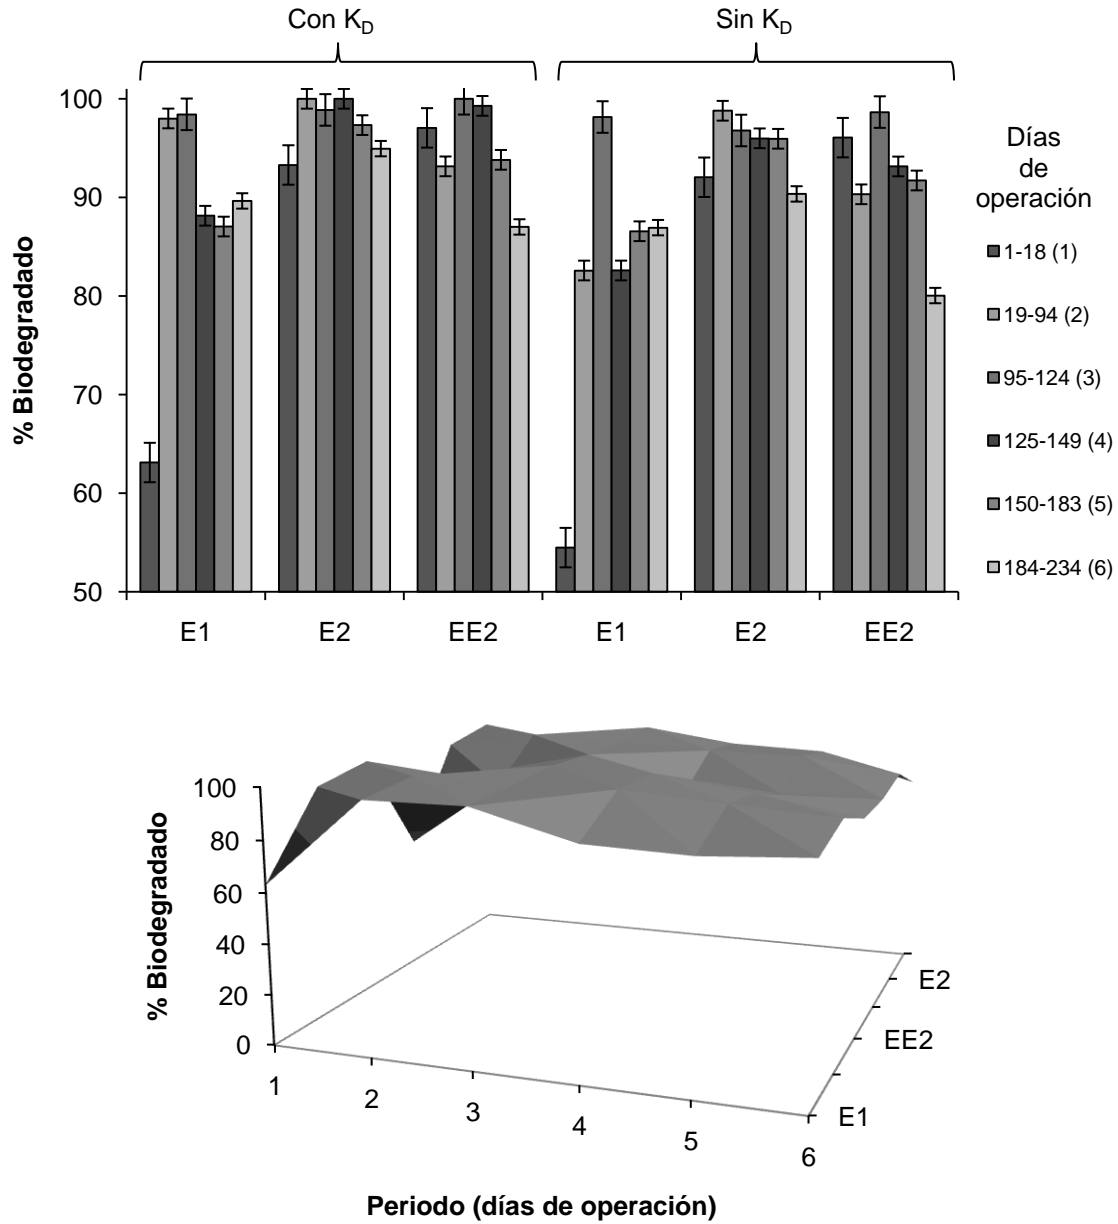 Con KD
Sin KD
% Biodegradado
100
90
80
70
60
50
E1
E2
EE2
E1
E2
EE2
Días
de
operación
1-18 (1)
19-94 (2)
95-124 (3)
125-149 (4)
150-183 (5)
184-234 (6)
% Biodegradado
100
80
60
40
20
0
1
2
3
4
5
6
E2
EE2
E1
Periodo (días de operación)